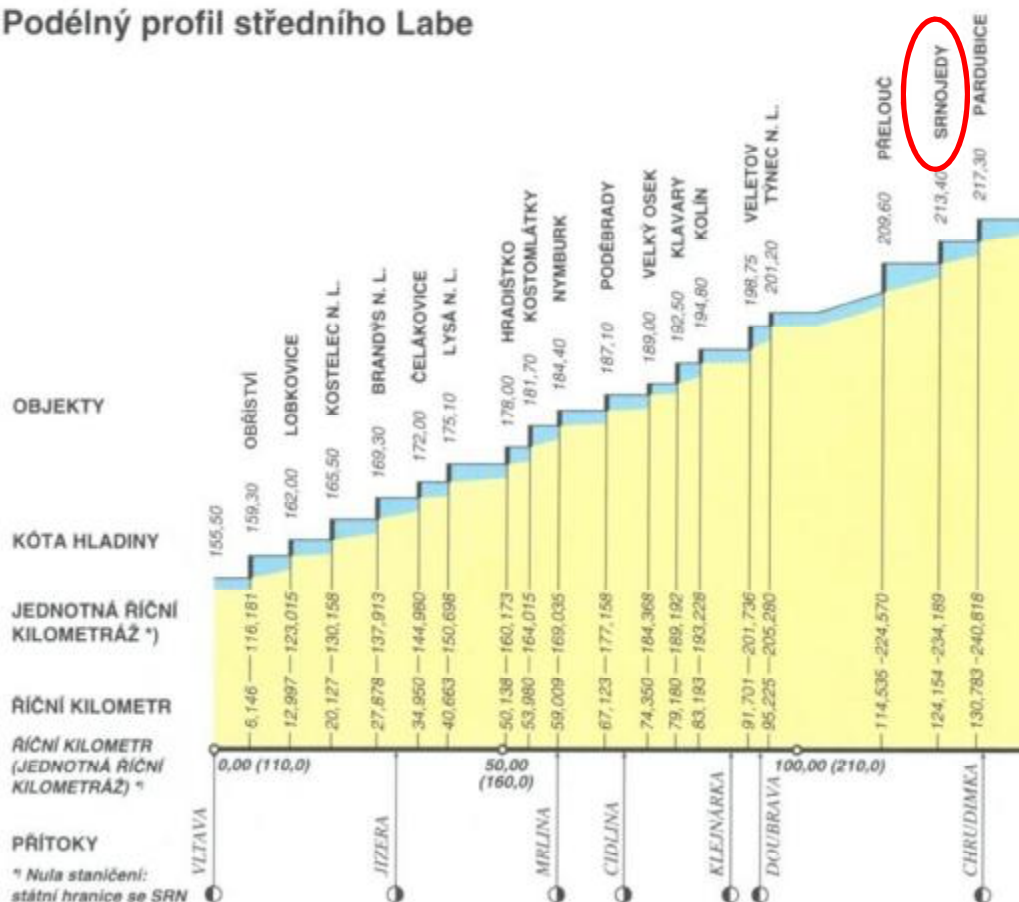 Podélný profil středního Labe
OBJEKTY
OBŘÍSTVÍ
LOBKOVICE
KOSTELEC N. L.
BRANDÝS N. L.
ČELÁKOVICE
LYSÁ N. L.
HRADIŠTKO
KOSTOMLÁTKY
NYMBURK
PODĚBRADY
VELKÝ OSEK
KLAVARY
KOLÍN
VELETOV
TÝNEC N. L.
PŘELOUČ
SRNOJEDY
PARDUBICE
KÓTA HLADINY
155,50
159,30
162,00
165,50
169,30
172,00
175,10
178,00
181,70
184,40
187,10
189,00
192,50
194,80
198,75
201,20
209,60
213,40
217,30
JEDNOTNÁ ŘÍČNÍ
KILOMETRÁŽ *)
116,181
123,015
130,158
137,913
144,980
150,698
160,173
164,015
169,035
177,158
184,368
189,192
193,228
201,736
205,280
224,570
234,189
240,818
ŘÍČNÍ KILOMETR
6,146
12,997
20,127
27,878
34,950
40,663
50,138
53,980
59,009
67,123
74,350
79,180
83,193
91,701
95,225
114,535
124,154
130,783
ŘÍČNÍ KILOMETR
(JEDNOTNÁ ŘÍČNÍ
KILOMETRÁŽ) *)
0,00 (110,0)
50,00
(160,0)
100,00 (210,0)
PŘÍTOKY
VLTAVA
JIZERA
MRLINA
CIDLINA
KLEJNÁRKA
DOUBRAVA
CHRUDIMKA
*) Nula staničení:
státní hranice se SRN